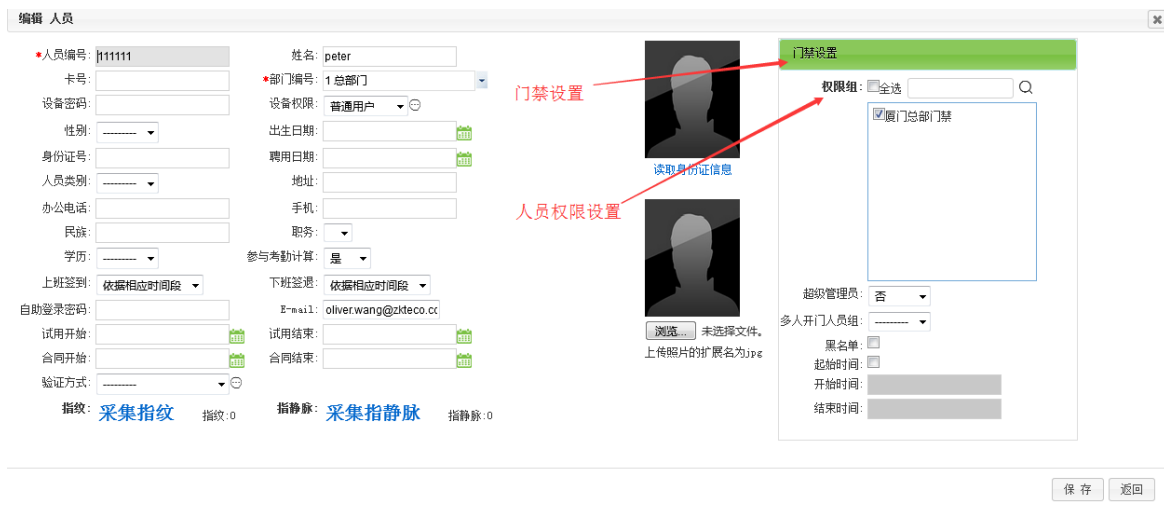 编辑 人员
*人员编号: 111111 姓名: peter
卡号: *部门编号: 1 总部门
设备密码: 设备权限: 普通用户
性别: --------- 出生日期:
身份证号: 聘用日期:
人员类别: --------- 地址:
办公电话: 手机:
民族: 职务:
学历: --------- 参与考勤计算: 是
上班签到: 依据相应时间段 下班签退: 依据相应时间段
自助登录密码: E-mail: oliver.wang@zkteco.cc
试用开始: 试用结束:
合同开始: 合同结束:
验证方式: ---------
指纹: 采集指纹 指纹:0 指静脉: 采集指静脉 指静脉:0
门禁设置
人员权限设置
读取身份证信息
浏览... 未选择文件。
上传照片的扩展名为jpg
门禁设置
权限组: 全选
厦门总部门禁
超级管理员: 否
多人开门人员组: ---------
黑名单:
起始时间:
开始时间:
结束时间:
保 存 返回